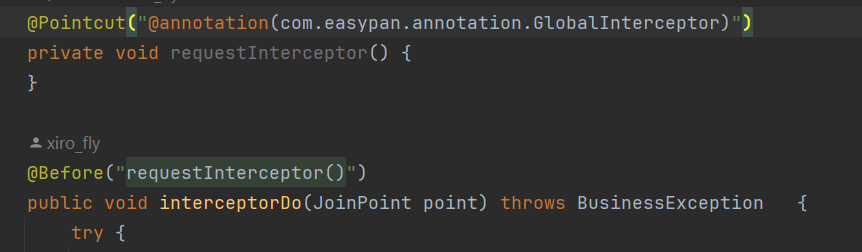 @Pointcut("@annotation(com.easypan.annotation.GlobalInterceptor)")
private void requestInterceptor() {
}
xiro_fly
@Before("requestInterceptor()")
public void interceptorDo(JoinPoint point) throws BusinessException   {
    try {